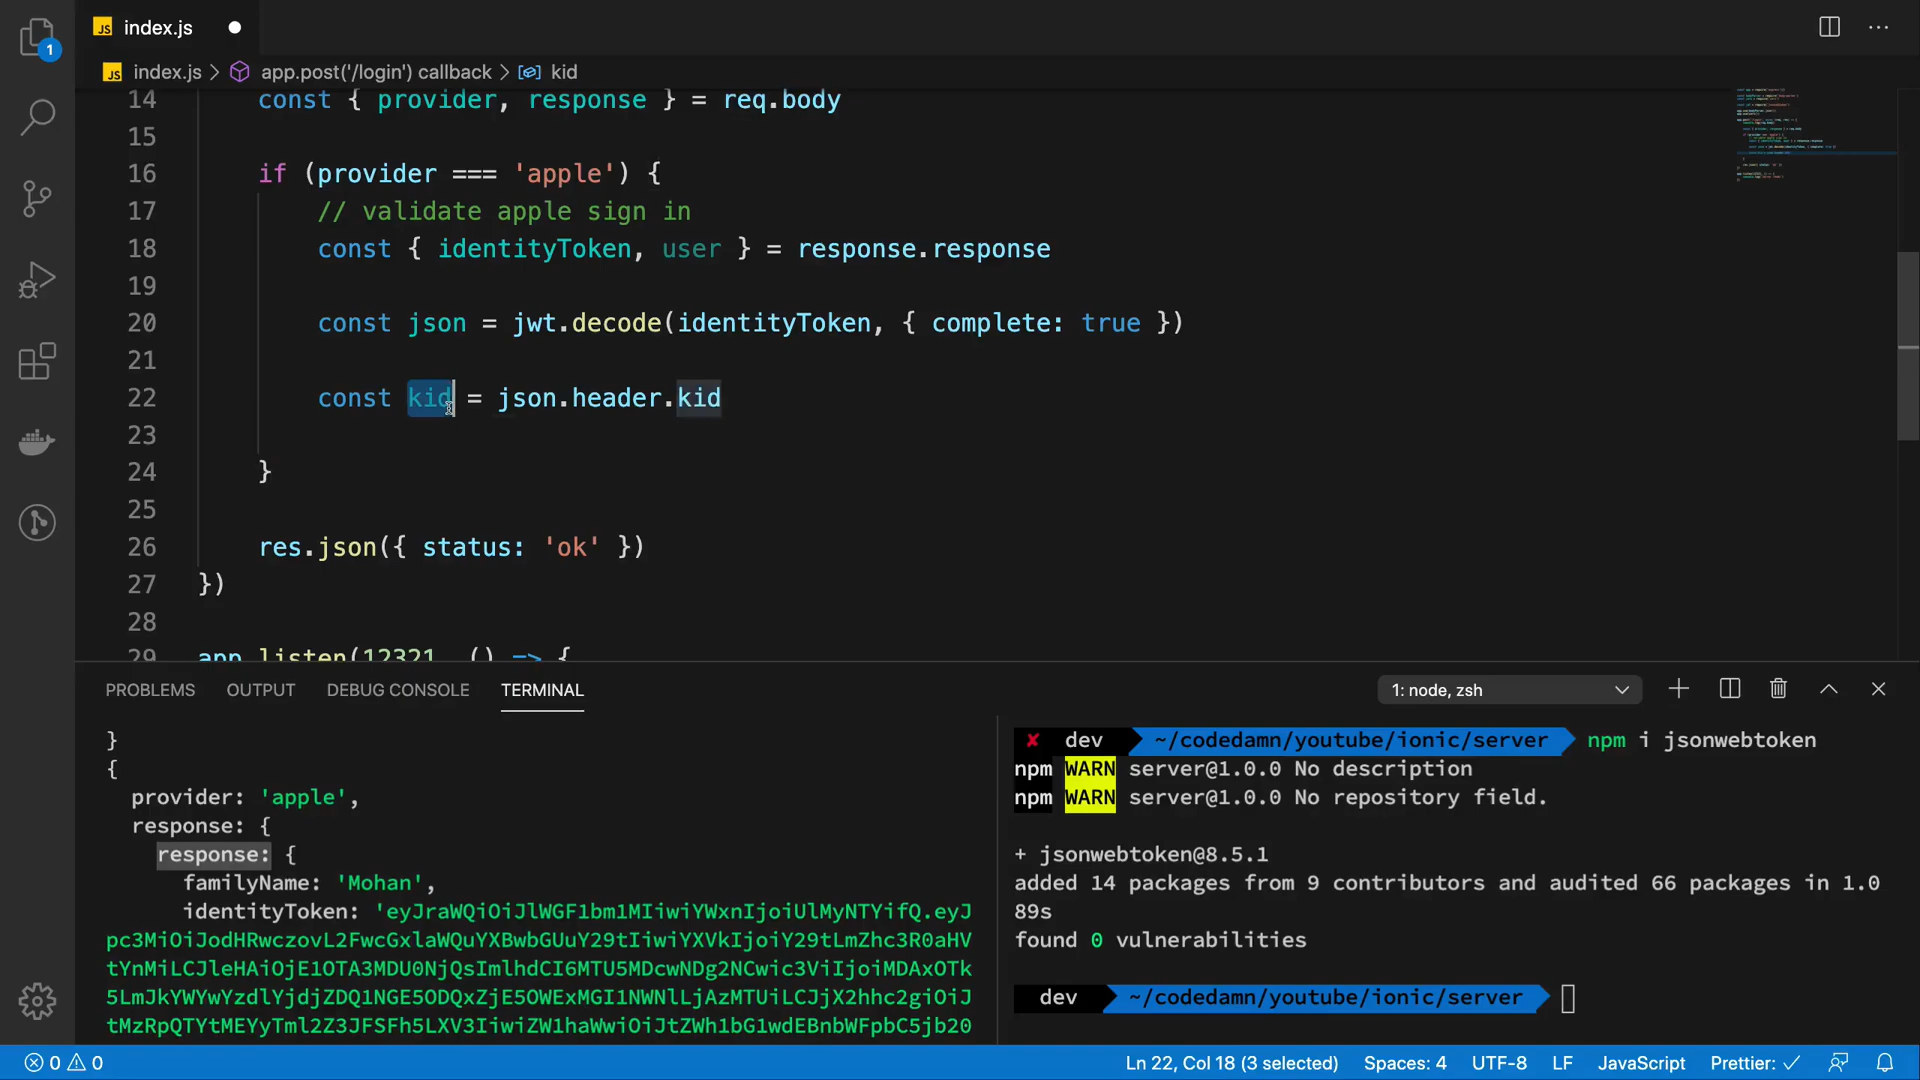 JS index.js
1
JS index.js > app.post('/login') callback > kid
14 const { provider, response } = req.body
15
16 if (provider === 'apple') {
17 // validate apple sign in
18 const { identityToken, user } = response.response
19
20 const json = jwt.decode(identityToken, { complete: true })
21
22 const kid = json.header.kid
23
24 }
25
26 res.json({ status: 'ok' })
27 })
28
29 app.listen(12321, () => {
PROBLEMS OUTPUT DEBUG CONSOLE TERMINAL 1: node, zsh
}
{
provider: 'apple',
response: {
response: {
familyName: 'Mohan',
identityToken: 'eyJraWQiOiJlWGF1bm1MIiwiYWxnIjoiUlMyNTYifQ.eyJ
pc3MiOiJodHRwczovL2FwcGxlaWQuYXBwbGUuY29tIiwiYXVkIjoiY29tLmZhc3R0aHV
tYnMiLCJleHAiOjE1OTA3MDU0NjQsImlhdCI6MTU5MDcwNDg2NCwic3ViIjoiMDAxOTk
5LmJkYWYwYzdlYjdjZDQ1NGE5ODQxZjE5OWExMGI1NWNlLjAzMTUiLCJjX2hhc2giOiJ
tMzRpQTYtMEYyTml2Z3JFSFh5LXV3IiwiZW1haWwiOiJtZWh1bG1wdEBnbWFpbC5jb20
✘ dev ~/codedamn/youtube/ionic/server npm i jsonwebtoken
npm WARN server@1.0.0 No description
npm WARN server@1.0.0 No repository field.
+ jsonwebtoken@8.5.1
added 14 packages from 9 contributors and audited 66 packages in 1.0
89s
found 0 vulnerabilities
dev ~/codedamn/youtube/ionic/server
0 0 Ln 22, Col 18 (3 selected) Spaces: 4 UTF-8 LF JavaScript Prettier: ✓